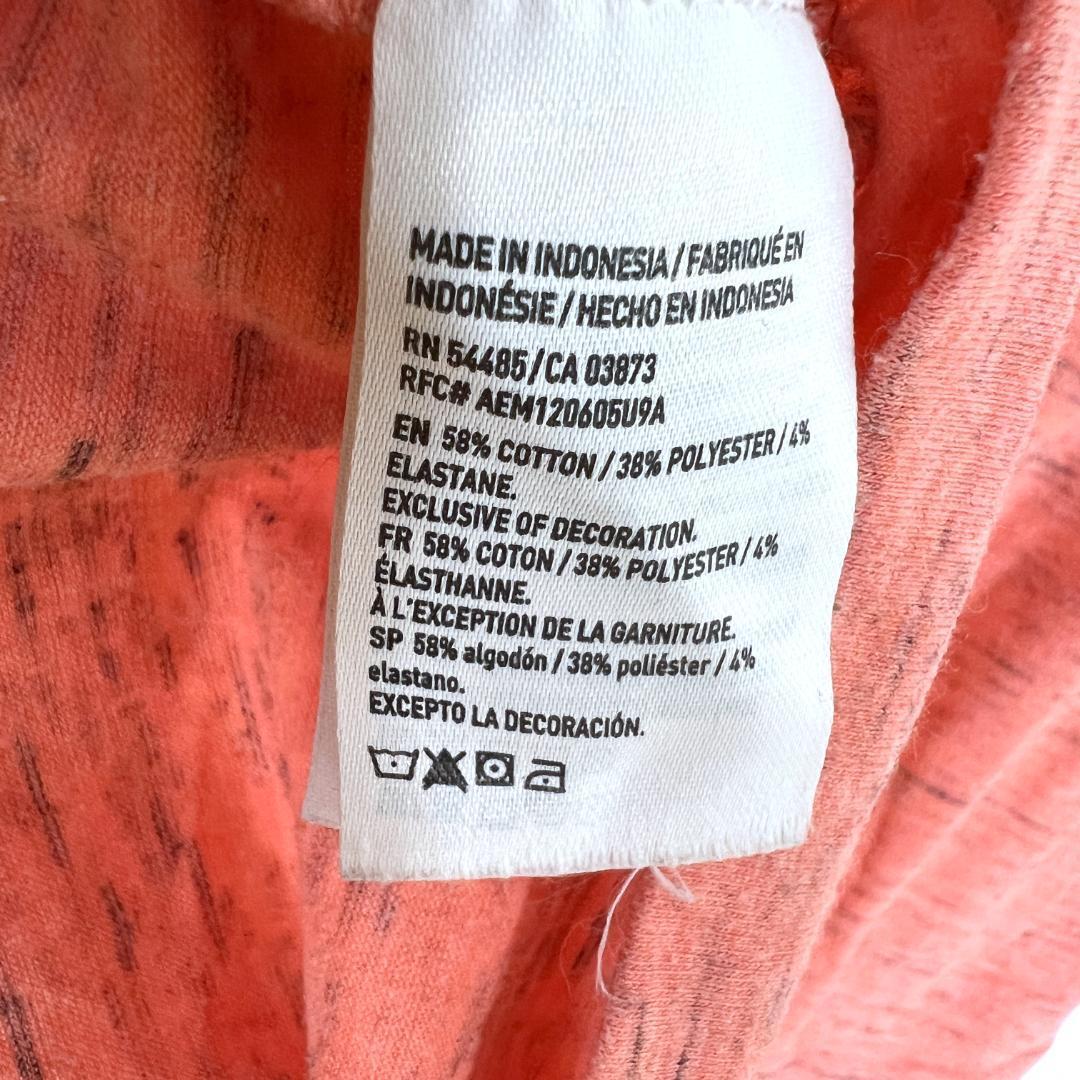 MADE IN INDONESIA / FABRIQUÉ EN
INDONÉSIE / HECHO EN INDONESIA
RN 54485 / CA 03873
RFC# AEM120605U9A
EN 58% COTTON / 38% POLYESTER / 4%
ELASTANE.
EXCLUSIVE OF DECORATION.
FR 58% COTON / 38% POLYESTER / 4%
ÉLASTHANNE.
À L'EXCEPTION DE LA GARNITURE.
SP 58% algodón / 38% poliéster / 4%
elastano.
EXCEPTO LA DECORACIÓN.